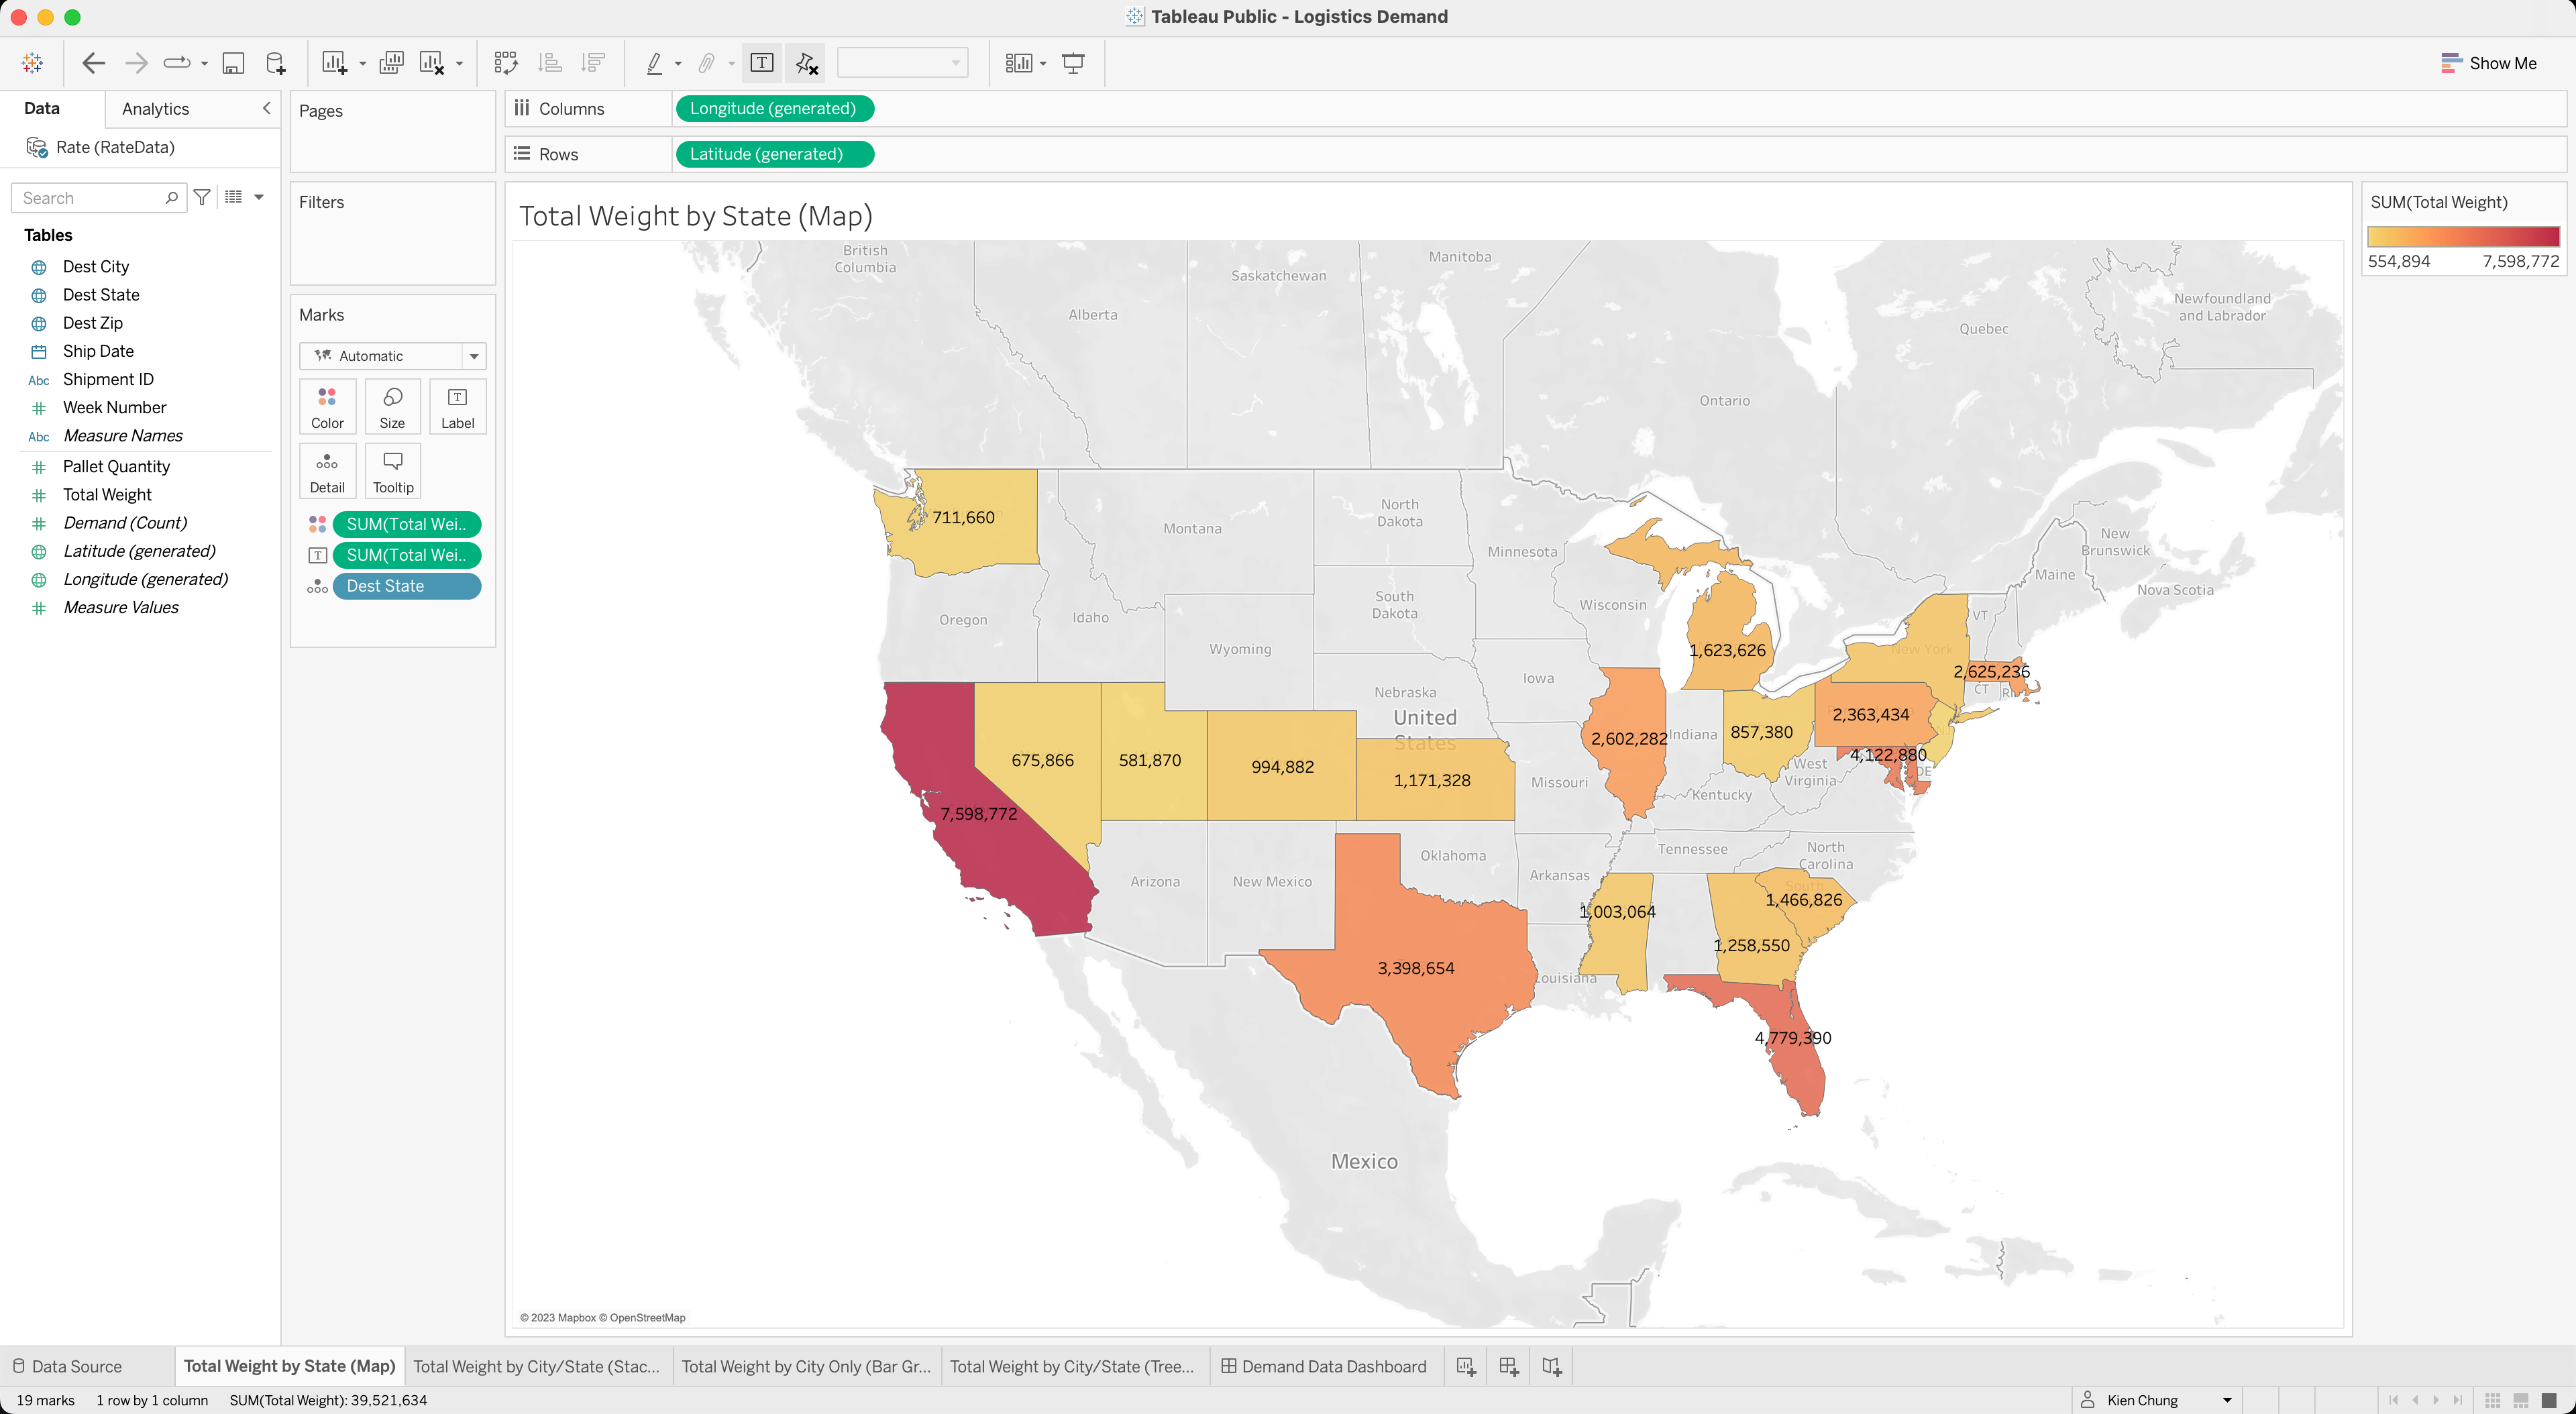 Tableau Public - Logistics Demand
Show Me
Data
Analytics
Rate (RateData)
Search
Tables
Dest City
Dest State
Dest Zip
Ship Date
Abc Shipment ID
Week Number
Abc Measure Names
Pallet Quantity
Total Weight
Demand (Count)
Latitude (generated)
Longitude (generated)
Measure Values
Pages
Filters
Marks
Automatic
Color Size T Label
Detail Tooltip
SUM(Total Wei..
T SUM(Total Wei..
Dest State
Columns Longitude (generated)
Rows Latitude (generated)
Total Weight by State (Map)
British
Columbia
Alberta
Saskatchewan
Manitoba
Ontario
Quebec
Newfoundland
and Labrador
New
Brunswick
Nova Scotia
Maine
711,660
Montana
North
Dakota
Minnesota
Oregon
Idaho
Wyoming
South
Dakota
Wisconsin
1,623,626
New York
VT
2,625,236
CT
RI
Iowa
Nebraska
United
States
675,866
581,870
994,882
1,171,328
2,602,282
Indiana
857,380
2,363,434
4,122,880
DE
West
Virginia
Missouri
Kentucky
7,598,772
Arizona
New Mexico
Oklahoma
Arkansas
Tennessee
North
Carolina
South
1,466,826
1,003,064
1,258,550
Louisiana
3,398,654
4,779,390
Mexico
© 2023 Mapbox © OpenStreetMap
SUM(Total Weight)
554,894 7,598,772
Data Source
Total Weight by State (Map)
Total Weight by City/State (Stac...
Total Weight by City Only (Bar Gr...
Total Weight by City/State (Tree...
Demand Data Dashboard
19 marks 1 row by 1 column SUM(Total Weight): 39,521,634
Kien Chung